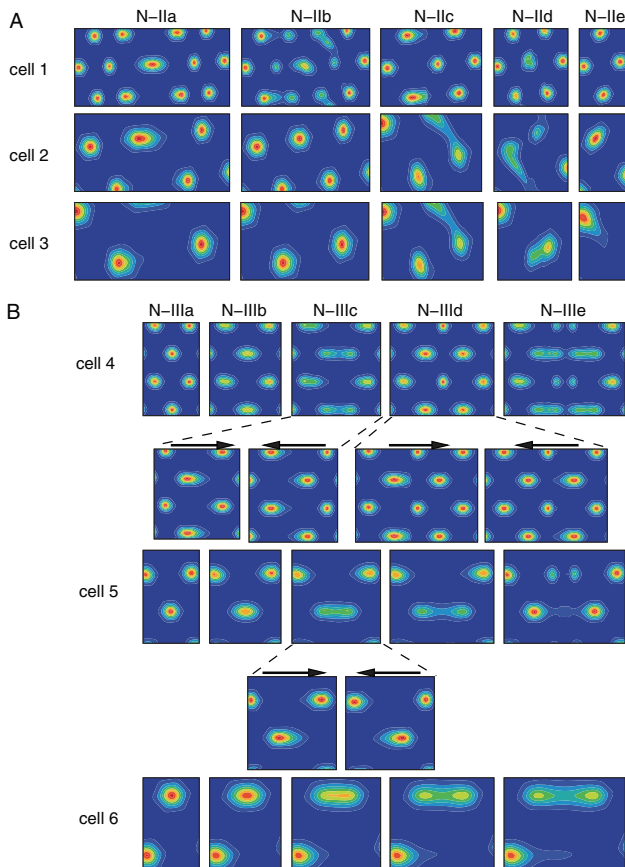 A
N–IIa N–IIb N–IIc N–IId N–IIe
cell 1
cell 2
cell 3
B
N–IIIa N–IIIb N–IIIc N–IIId N–IIIe
cell 4
cell 5
cell 6